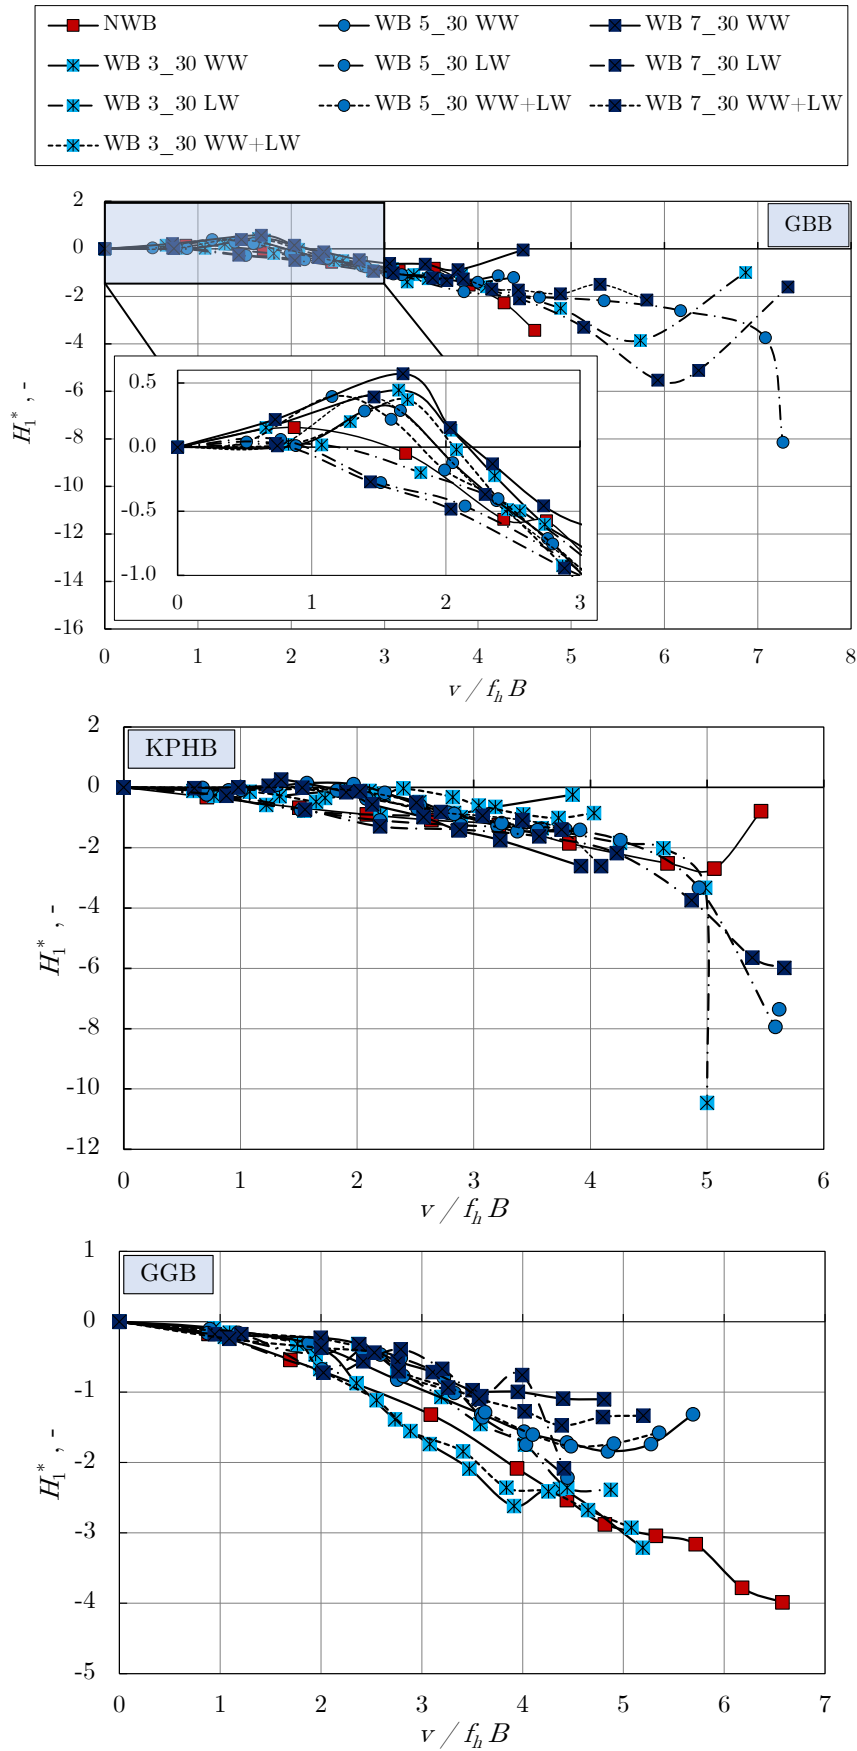 NWB WB 5_30 WW WB 7_30 WW
WB 3_30 WW WB 5_30 LW WB 7_30 LW
WB 3_30 LW WB 5_30 WW+LW WB 7_30 WW+LW
WB 3_30 WW+LW
2
GBB
0
-2
-4
-6
-8
-10
-12
-14
-16
H₁*, -
0.5
0.0
-0.5
-1.0
0 1 2 3
0 1 2 3 4 5 6 7 8
v / fₕ B
2
KPHB
0
-2
-4
-6
-8
-10
-12
H₁*, -
0 1 2 3 4 5 6
v / fₕ B
1
GGB
0
-1
-2
-3
-4
-5
H₁*, -
0 1 2 3 4 5 6 7
v / fₕ B